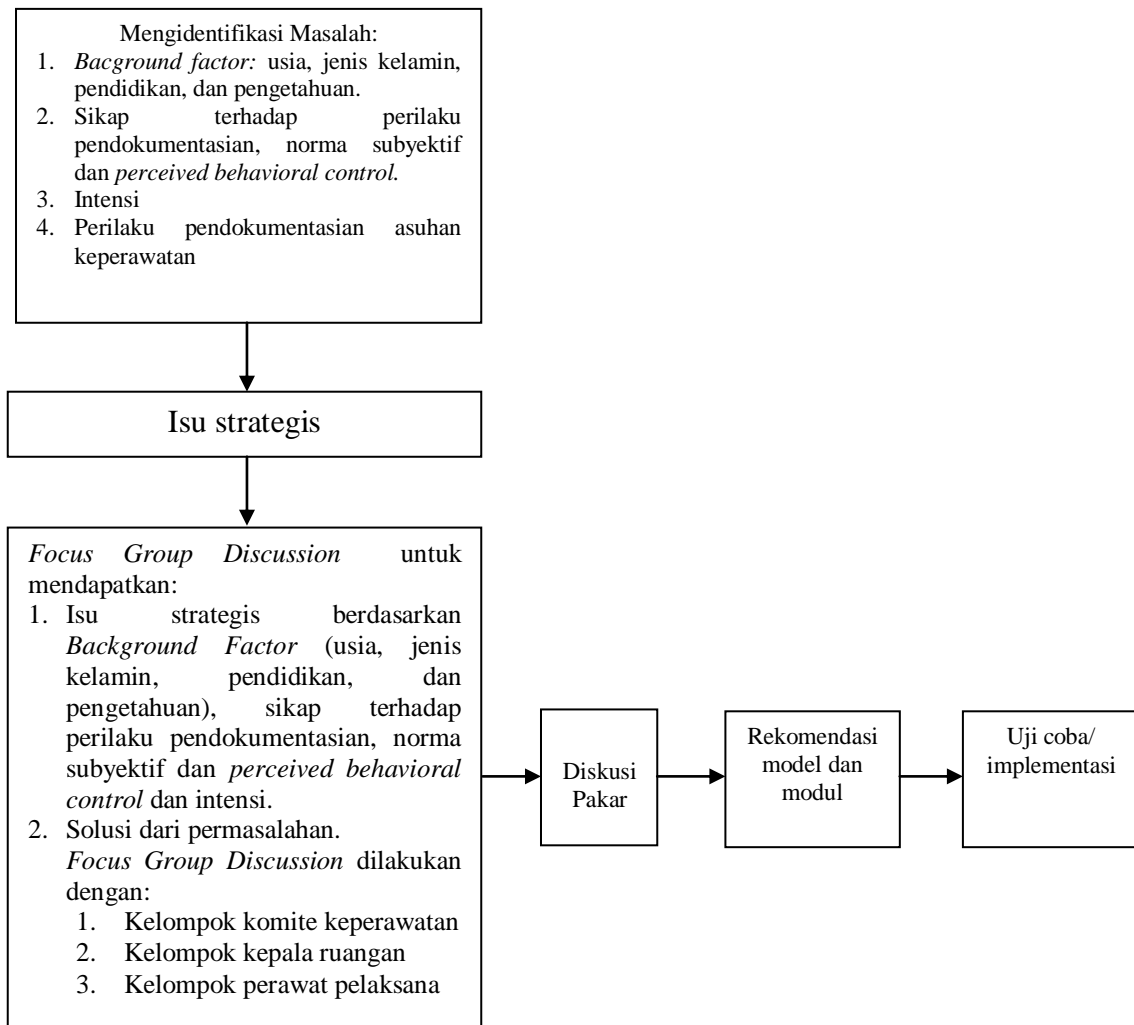 Mengidentifikasi Masalah:
1. Bacground factor: usia, jenis kelamin,
pendidikan, dan pengetahuan.
2. Sikap terhadap perilaku
pendokumentasian, norma subyektif
dan perceived behavioral control.
3. Intensi
4. Perilaku pendokumentasian asuhan
keperawatan
Isu strategis
Focus Group Discussion untuk
mendapatkan:
1. Isu strategis berdasarkan
Background Factor (usia, jenis
kelamin, pendidikan, dan
pengetahuan), sikap terhadap
perilaku pendokumentasian, norma
subyektif dan perceived behavioral
control dan intensi.
2. Solusi dari permasalahan.
Focus Group Discussion dilakukan
dengan:
1. Kelompok komite keperawatan
2. Kelompok kepala ruangan
3. Kelompok perawat pelaksana
Diskusi
Pakar
Rekomendasi
model dan
modul
Uji coba/
implementasi